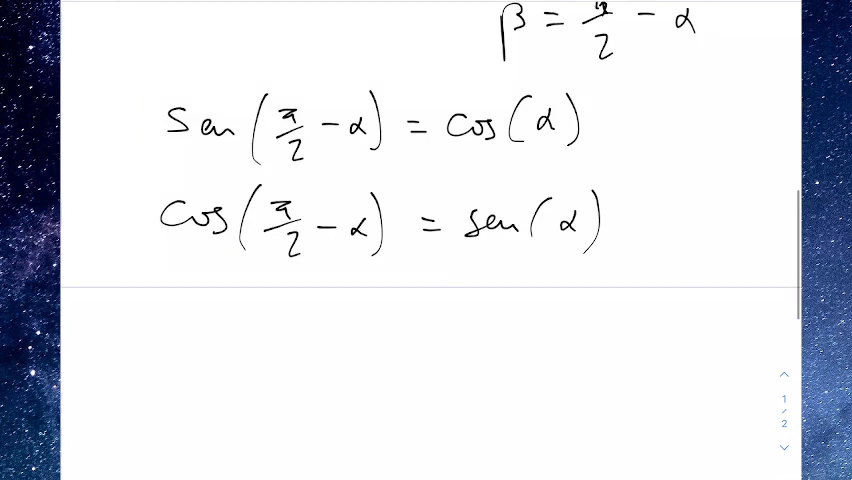 β = π/2 - α
Sen(π/2 - α) = Cos(α)
Cos(π/2 - α) = Sen(α)
1
/
2